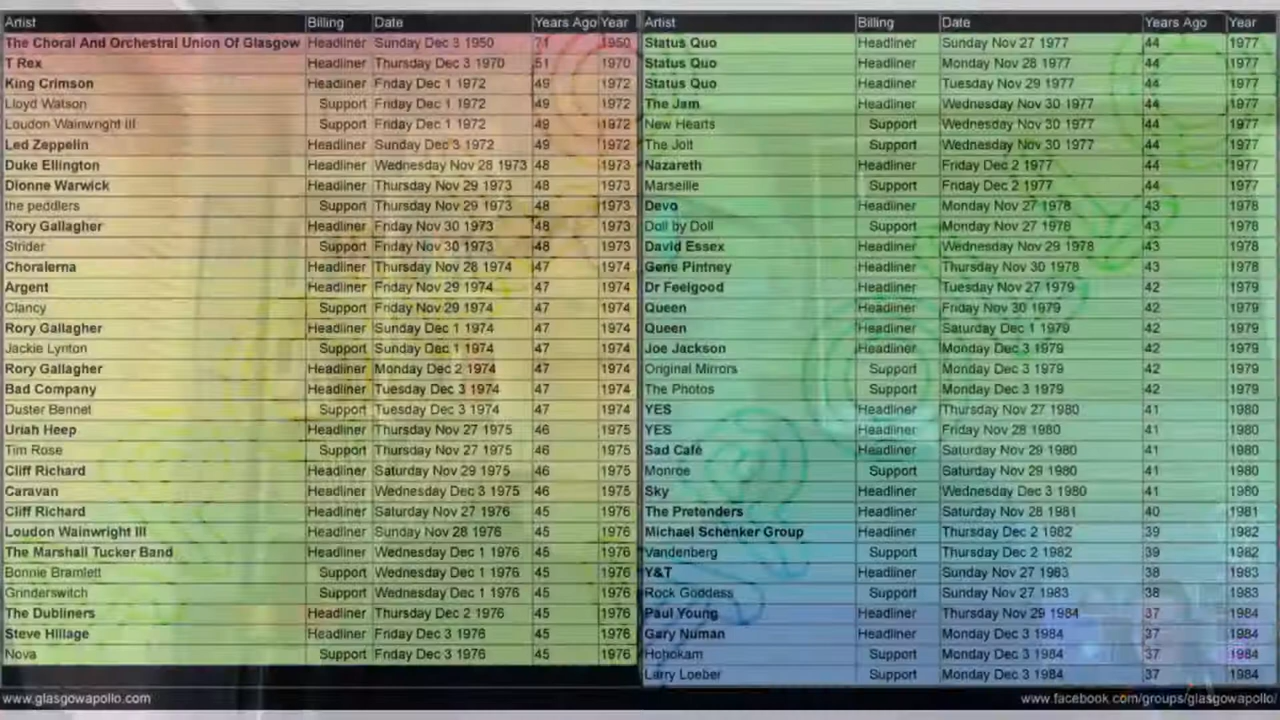 Artist Billing Date Years Ago Year
The Choral And Orchestral Union Of Glasgow Headliner Sunday Dec 3 1950 71 1950
T Rex Headliner Thursday Dec 3 1970 51 1970
King Crimson Headliner Friday Dec 1 1972 49 1972
Lloyd Watson Support Friday Dec 1 1972 49 1972
Loudon Wainwright III Support Friday Dec 1 1972 49 1972
Led Zeppelin Headliner Sunday Dec 3 1972 49 1972
Duke Ellington Headliner Wednesday Nov 28 1973 48 1973
Dionne Warwick Headliner Thursday Nov 29 1973 48 1973
the peddlers Support Thursday Nov 29 1973 48 1973
Rory Gallagher Headliner Friday Nov 30 1973 48 1973
Strider Support Friday Nov 30 1973 48 1973
Choralerna Headliner Thursday Nov 28 1974 47 1974
Argent Headliner Friday Nov 29 1974 47 1974
Clancy Support Friday Nov 29 1974 47 1974
Rory Gallagher Headliner Sunday Dec 1 1974 47 1974
Jackie Lynton Support Sunday Dec 1 1974 47 1974
Rory Gallagher Headliner Monday Dec 2 1974 47 1974
Bad Company Headliner Tuesday Dec 3 1974 47 1974
Duster Bennet Support Tuesday Dec 3 1974 47 1974
Uriah Heep Headliner Thursday Nov 27 1975 46 1975
Tim Rose Support Thursday Nov 27 1975 46 1975
Cliff Richard Headliner Saturday Nov 29 1975 46 1975
Caravan Headliner Wednesday Dec 3 1975 46 1975
Cliff Richard Headliner Saturday Nov 27 1976 45 1976
Loudon Wainwright III Headliner Sunday Nov 28 1976 45 1976
The Marshall Tucker Band Headliner Wednesday Dec 1 1976 45 1976
Bonnie Bramlett Support Wednesday Dec 1 1976 45 1976
Grinderswitch Support Wednesday Dec 1 1976 45 1976
The Dubliners Headliner Thursday Dec 2 1976 45 1976
Steve Hillage Headliner Friday Dec 3 1976 45 1976
Nova Support Friday Dec 3 1976 45 1976
Artist Billing Date Years Ago Year
Status Quo Headliner Sunday Nov 27 1977 44 1977
Status Quo Headliner Monday Nov 28 1977 44 1977
Status Quo Headliner Tuesday Nov 29 1977 44 1977
The Jam Headliner Wednesday Nov 30 1977 44 1977
New Hearts Support Wednesday Nov 30 1977 44 1977
The Jolt Support Wednesday Nov 30 1977 44 1977
Nazareth Headliner Friday Dec 2 1977 44 1977
Marseille Support Friday Dec 2 1977 44 1977
Devo Headliner Monday Nov 27 1978 43 1978
Doll by Doll Support Monday Nov 27 1978 43 1978
David Essex Headliner Wednesday Nov 29 1978 43 1978
Gene Pintney Headliner Thursday Nov 30 1978 43 1978
Dr Feelgood Headliner Tuesday Nov 27 1979 42 1979
Queen Headliner Friday Nov 30 1979 42 1979
Queen Headliner Saturday Dec 1 1979 42 1979
Joe Jackson Headliner Monday Dec 3 1979 42 1979
Original Mirrors Support Monday Dec 3 1979 42 1979
The Photos Support Monday Dec 3 1979 42 1979
YES Headliner Thursday Nov 27 1980 41 1980
YES Headliner Friday Nov 28 1980 41 1980
Sad Café Headliner Saturday Nov 29 1980 41 1980
Monroe Support Saturday Nov 29 1980 41 1980
Sky Headliner Wednesday Dec 3 1980 41 1980
The Pretenders Headliner Saturday Nov 28 1981 40 1981
Michael Schenker Group Headliner Thursday Dec 2 1982 39 1982
Vandenberg Support Thursday Dec 2 1982 39 1982
Y&T Headliner Sunday Nov 27 1983 38 1983
Rock Goddess Support Sunday Nov 27 1983 38 1983
Paul Young Headliner Thursday Nov 29 1984 37 1984
Gary Numan Headliner Monday Dec 3 1984 37 1984
Hohokam Support Monday Dec 3 1984 37 1984
Larry Loeber Support Monday Dec 3 1984 37 1984
www.glasgowapollo.com
www.facebook.com/groups/glasgowapollo/